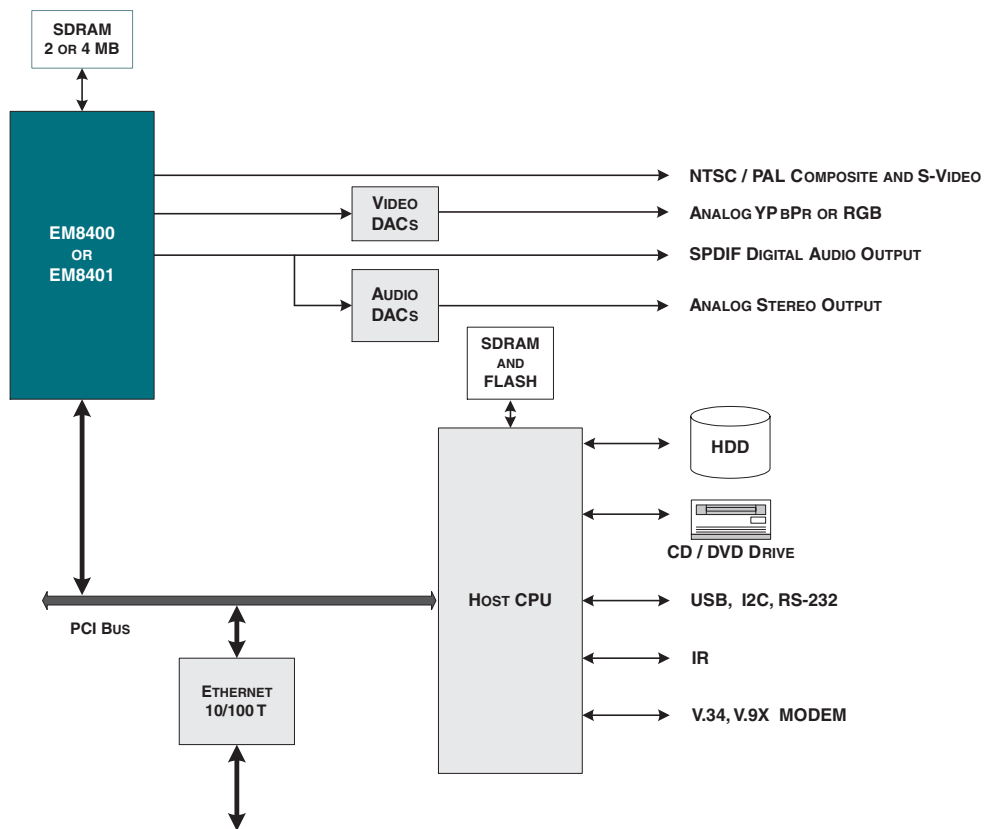 SDRAM
2 OR 4 MB
EM8400
OR
EM8401
NTSC / PAL COMPOSITE AND S-VIDEO
VIDEO
DACS
ANALOG YPBPR OR RGB
SPDIF DIGITAL AUDIO OUTPUT
AUDIO
DACS
ANALOG STEREO OUTPUT
SDRAM
AND
FLASH
HDD
CD / DVD DRIVE
HOST CPU
USB, I2C, RS-232
PCI BUS
IR
ETHERNET
10/100 T
V.34, V.9X MODEM